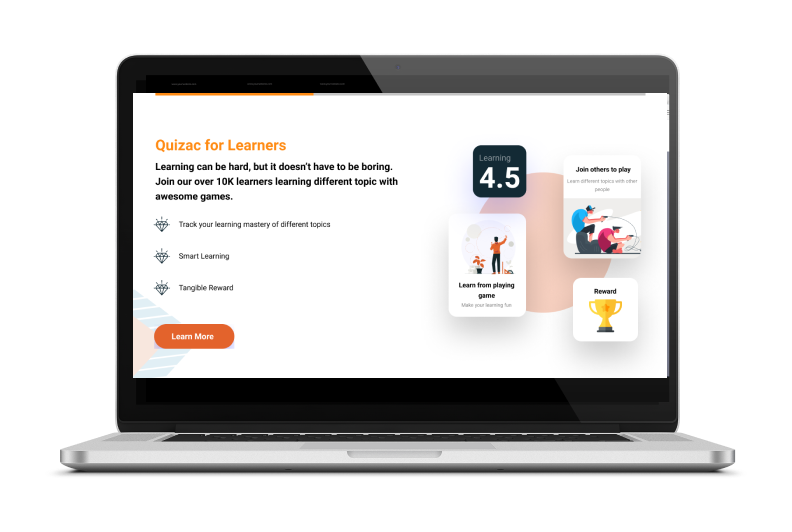 Quizac for Learners
Learning can be hard, but it doesn't have to be boring.
Join our over 10K learners learning different topic with
awesome games.
Track your learning mastery of different topics
Smart Learning
Tangible Reward
Learn More
Learning
4.5
Join others to play
Learn different topics with other
people
Learn from playing
game
Make your learning fun
Reward